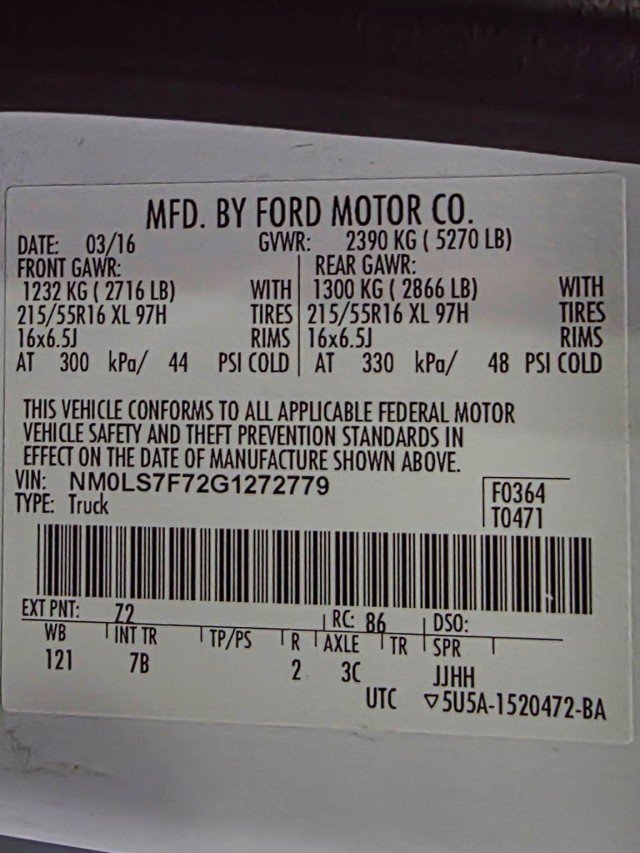 MFD. BY FORD MOTOR CO.
DATE: 03/16 GVWR: 2390 KG ( 5270 LB)
FRONT GAWR: REAR GAWR:
1232 KG ( 2716 LB) WITH 1300 KG ( 2866 LB) WITH
215/55R16 XL 97H TIRES 215/55R16 XL 97H TIRES
16x6.5J RIMS 16x6.5J RIMS
AT 300 kPa/ 44 PSI COLD AT 330 kPa/ 48 PSI COLD
THIS VEHICLE CONFORMS TO ALL APPLICABLE FEDERAL MOTOR
VEHICLE SAFETY AND THEFT PREVENTION STANDARDS IN
EFFECT ON THE DATE OF MANUFACTURE SHOWN ABOVE.
VIN: NM0LS7F72G1272779 F0364
TYPE: Truck T0471
EXT PNT: 72 RC: 86 DSO:
WB INT TR TP/PS R AXLE TR SPR
121 7B 2 3C JJHH
UTC ▽5U5A-1520472-BA